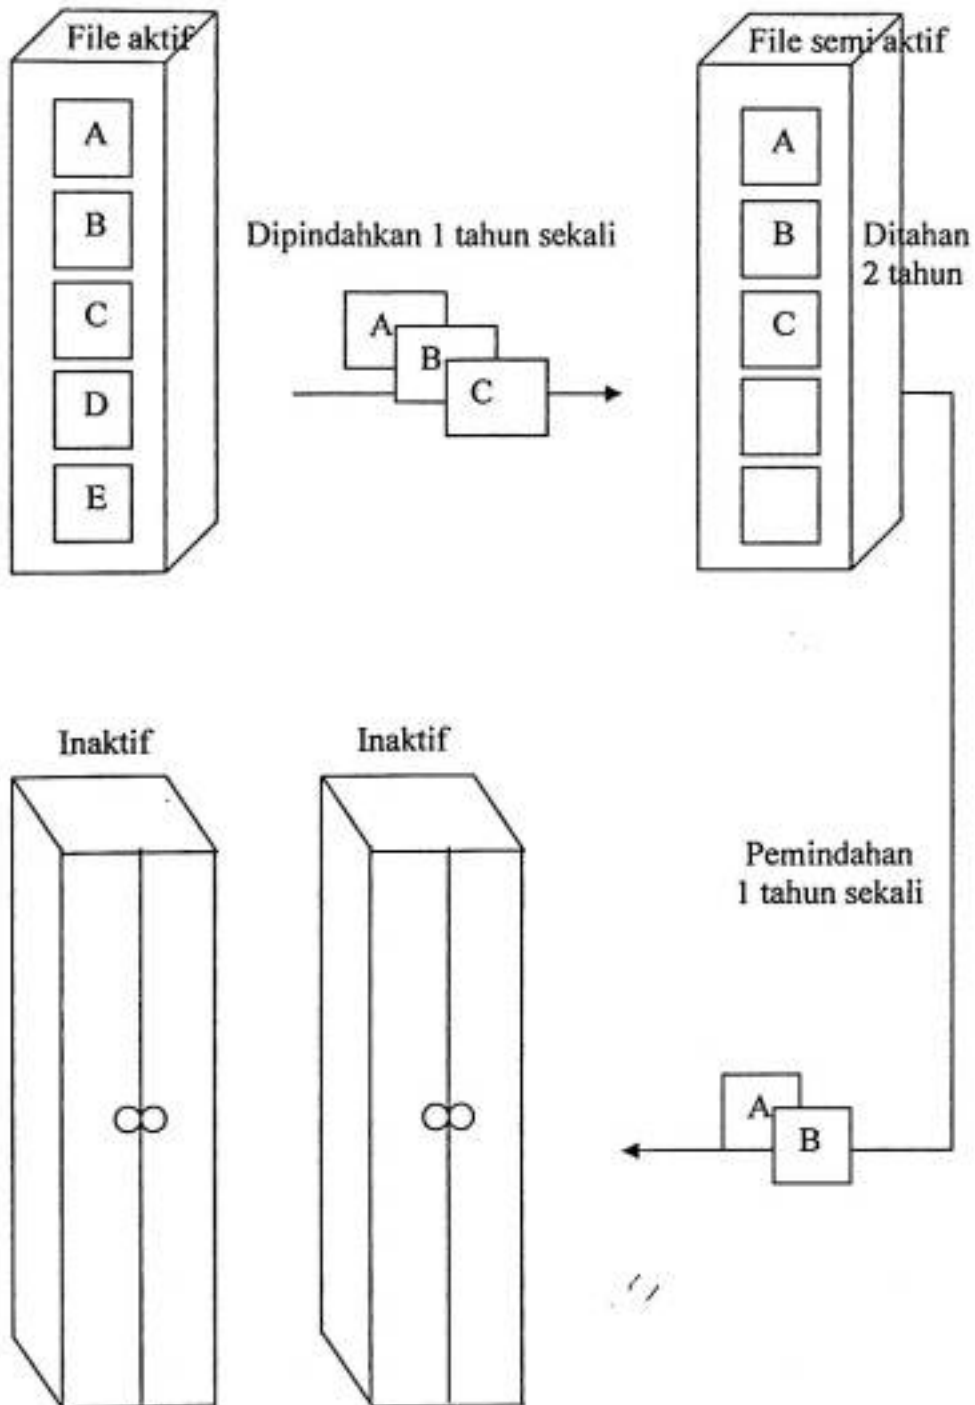 File aktif
A
B
C
D
E
Dipindahkan 1 tahun sekali
A
B
C
File semi aktif
A
B
C
Ditahan
2 tahun
Inaktif
Inaktif
Pemindahan
1 tahun sekali
A
B